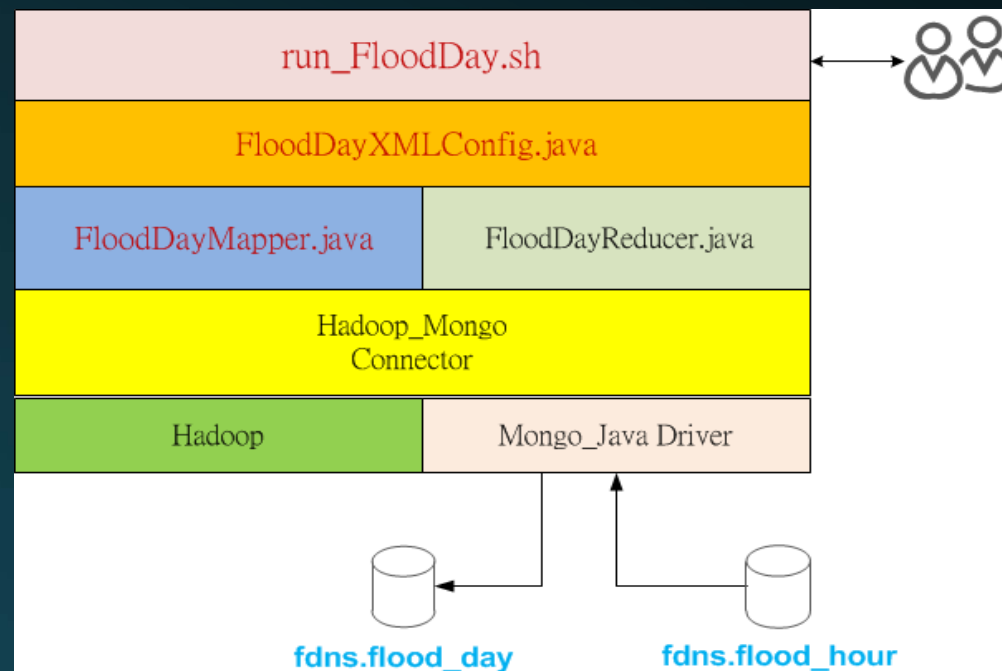 run_FloodDay.sh
FloodDayXMLConfig.java
FloodDayMapper.java
FloodDayReducer.java
Hadoop_Mongo
Connector
Hadoop
Mongo_Java Driver
fdns.flood_day
fdns.flood_hour